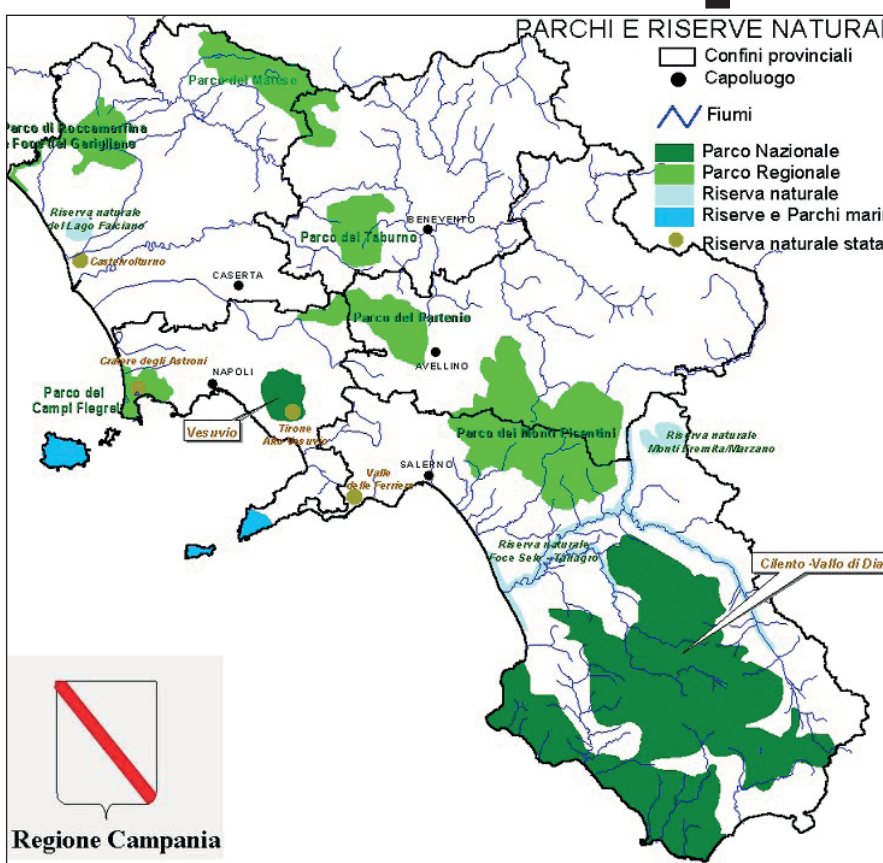 PARCHI E RISERVE NATURAL
Confini provinciali
Capoluogo
Fiumi
Parco Nazionale
Parco Regionale
Riserva naturale
Riserve e Parchi mari
Riserva naturale stata
Parco del Matese
Parco di Roccamorfina
e Foce del Garigliano
Riserva naturale
del Lago Falciano
Castelvolturno
BENEVENTO
Parco del Taburno
CASERTA
Parco del Partenio
AVELLINO
Cratere degli Astroni
NAPOLI
Parco dei
Campi Flegrei
Vesuvio
Tirone
Alto Vesuvio
Parco dei Monti Picentini
Riserva naturale
Monti Eremita/Marzano
SALERNO
Valle
delle Ferriere
Riserva naturale
Foce Sele - Tanagro
Cilento -Vallo di Dia
Regione Campania